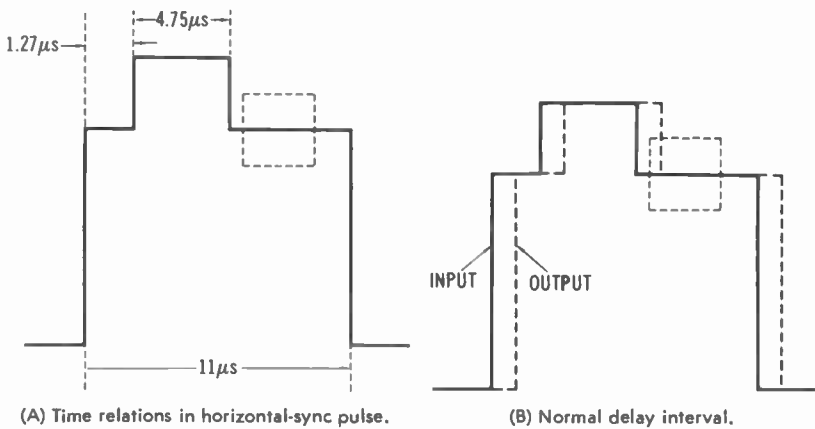 4.75μs
1.27μs
INPUT
OUTPUT
11μs
(A) Time relations in horizontal-sync pulse.
(B) Normal delay interval.